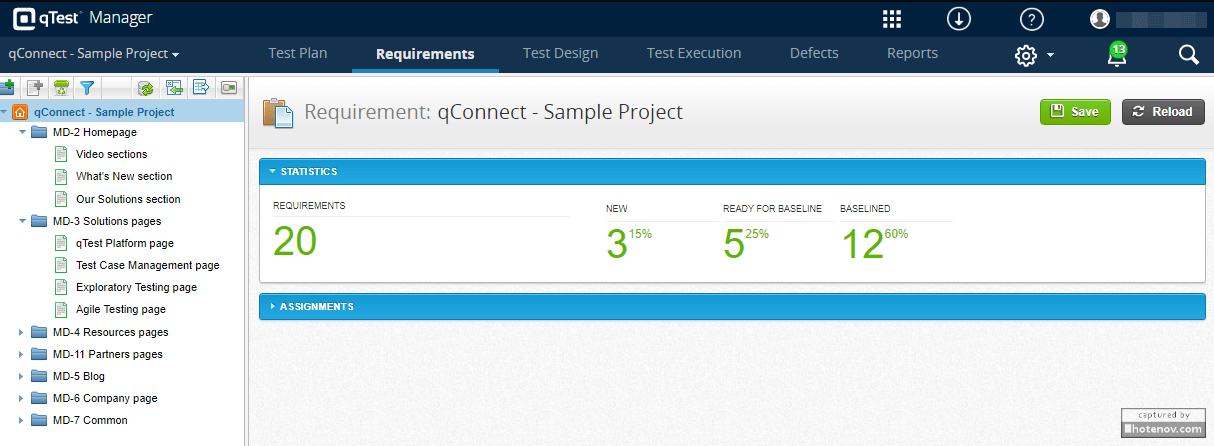 qTest® Manager
qConnect - Sample Project
Test Plan
Requirements
Test Design
Test Execution
Defects
Reports
13
qConnect - Sample Project
MD-2 Homepage
Video sections
What's New section
Our Solutions section
MD-3 Solutions pages
qTest Platform page
Test Case Management page
Exploratory Testing page
Agile Testing page
MD-4 Resources pages
MD-11 Partners pages
MD-5 Blog
MD-6 Company page
MD-7 Common
Requirement: qConnect - Sample Project
Save
Reload
STATISTICS
REQUIREMENTS
20
NEW
3 15%
READY FOR BASELINE
5 25%
BASELINED
12 60%
ASSIGNMENTS
captured by
hotenov.com